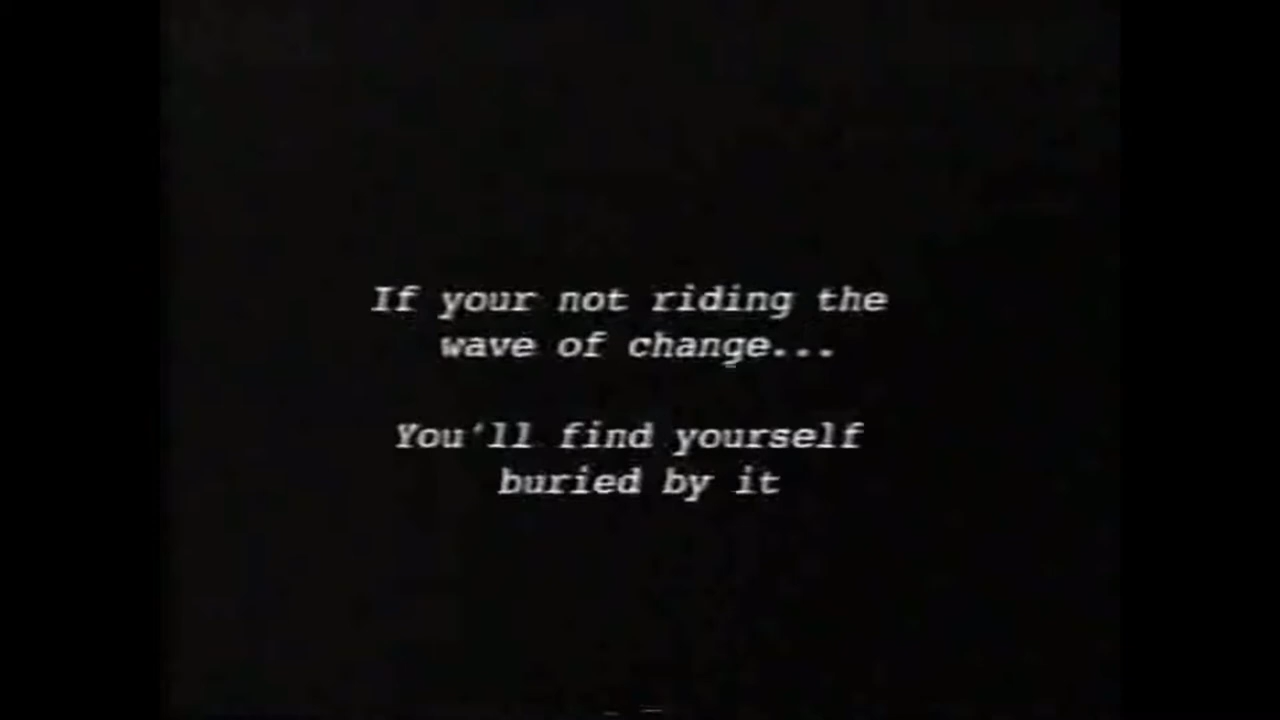 If your not riding the
wave of change...
You'll find yourself
buried by it